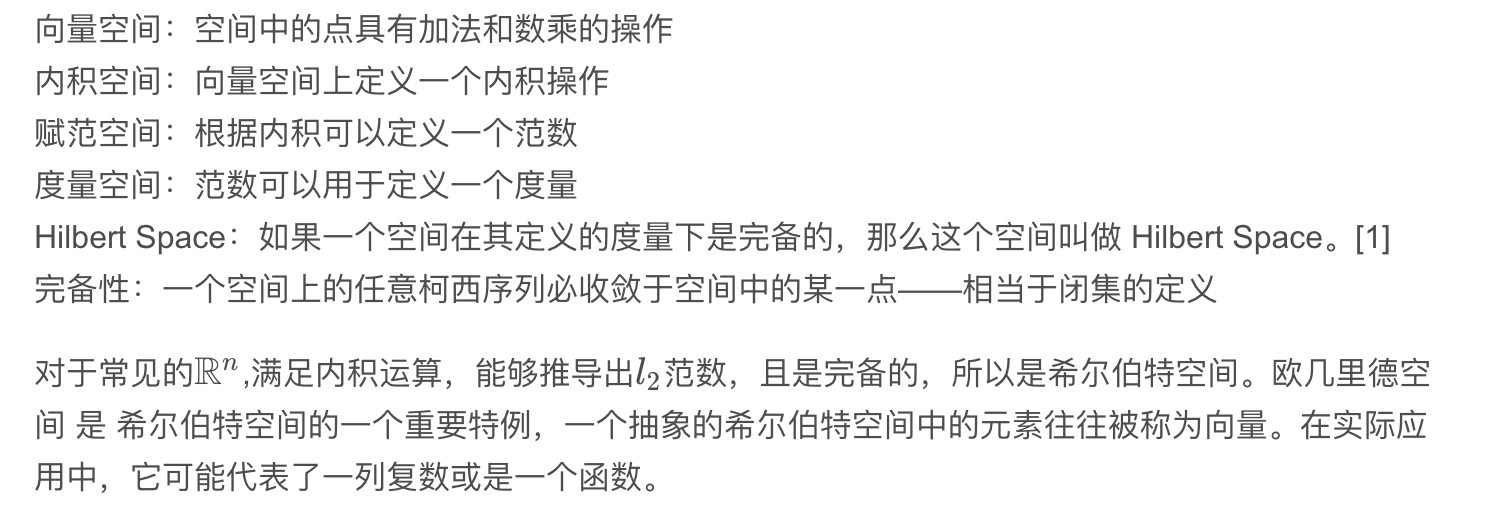 向量空间：空间中的点具有加法和数乘的操作
内积空间：向量空间上定义一个内积操作
赋范空间：根据内积可以定义一个范数
度量空间：范数可以用于定义一个度量
Hilbert Space：如果一个空间在其定义的度量下是完备的，那么这个空间叫做 Hilbert Space。[1]
完备性：一个空间上的任意柯西序列必收敛于空间中的某一点——相当于闭集的定义
对于常见的ℝⁿ,满足内积运算，能够推导出l₂范数，且是完备的，所以是希尔伯特空间。欧几里德空
间 是 希尔伯特空间的一个重要特例，一个抽象的希尔伯特空间中的元素往往被称为向量。在实际应
用中，它可能代表了一列复数或是一个函数。